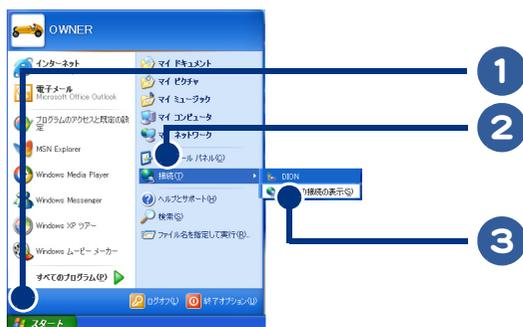 OWNER
インターネット
電子メール
Microsoft Office Outlook
プログラムのアクセスと既定の設定
MSN Explorer
Windows Media Player
Windows Messenger
Windows XP ツアー
Windows ムービー メーカー
すべてのプログラム(P)
マイ ドキュメント
マイ ピクチャ
マイ ミュージック
マイ コンピュータ
マイ ネットワーク
ール パネル(C)
接続(T)
ヘルプとサポート(H)
検索(S)
ファイル名を指定して実行(R)...
DION
の接続の表示(S)
ログオフ(L)
終了オプション(U)
スタート
1
2
3